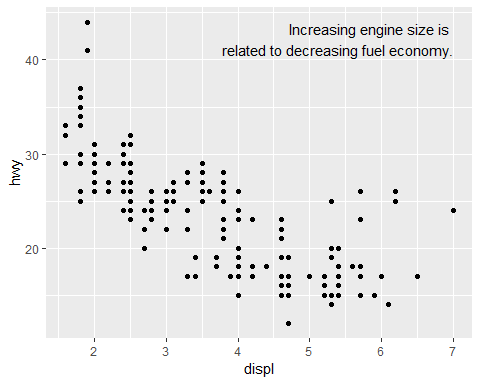 Increasing engine size is
related to decreasing fuel economy.
40
30
20
hwy
2 3 4 5 6 7
displ